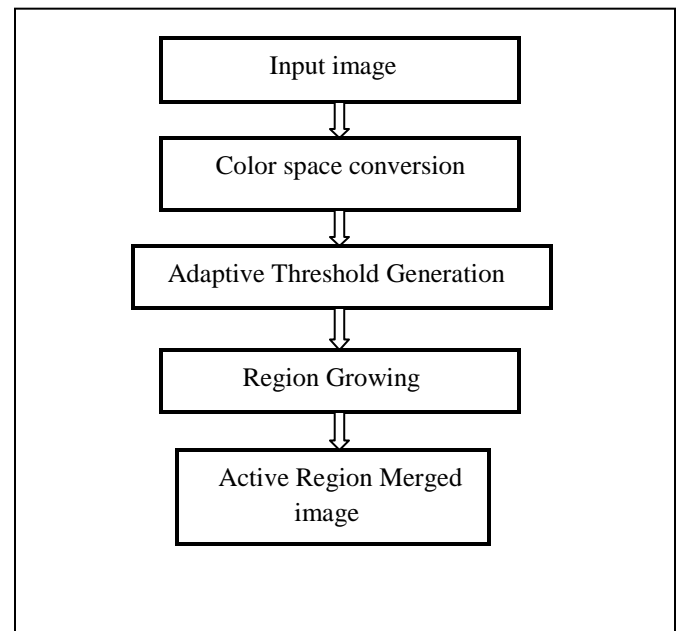 Input image
Color space conversion
Adaptive Threshold Generation
Region Growing
Active Region Merged
image